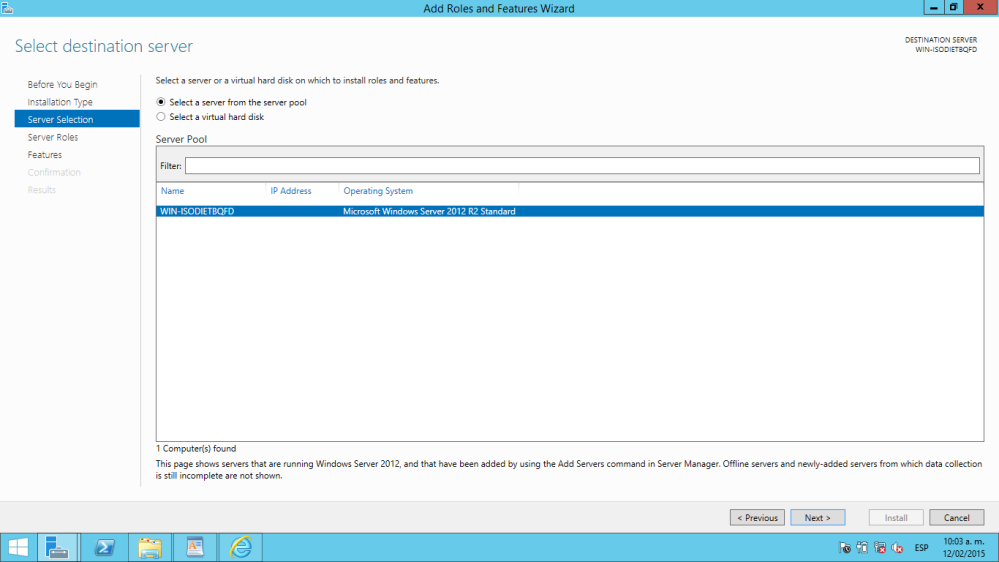 Add Roles and Features Wizard
Select destination server
DESTINATION SERVER
WIN-ISODIETBQFD
Before You Begin
Installation Type
Server Selection
Server Roles
Features
Confirmation
Results
Select a server or a virtual hard disk on which to install roles and features.
Select a server from the server pool
Select a virtual hard disk
Server Pool
Filter:
Name IP Address Operating System
WIN-ISODIETBQFD Microsoft Windows Server 2012 R2 Standard
1 Computer(s) found
This page shows servers that are running Windows Server 2012, and that have been added by using the Add Servers command in Server Manager. Offline servers and newly-added servers from which data collection
is still incomplete are not shown.
< Previous Next > Install Cancel
ESP
10:03 a. m.
12/02/2015